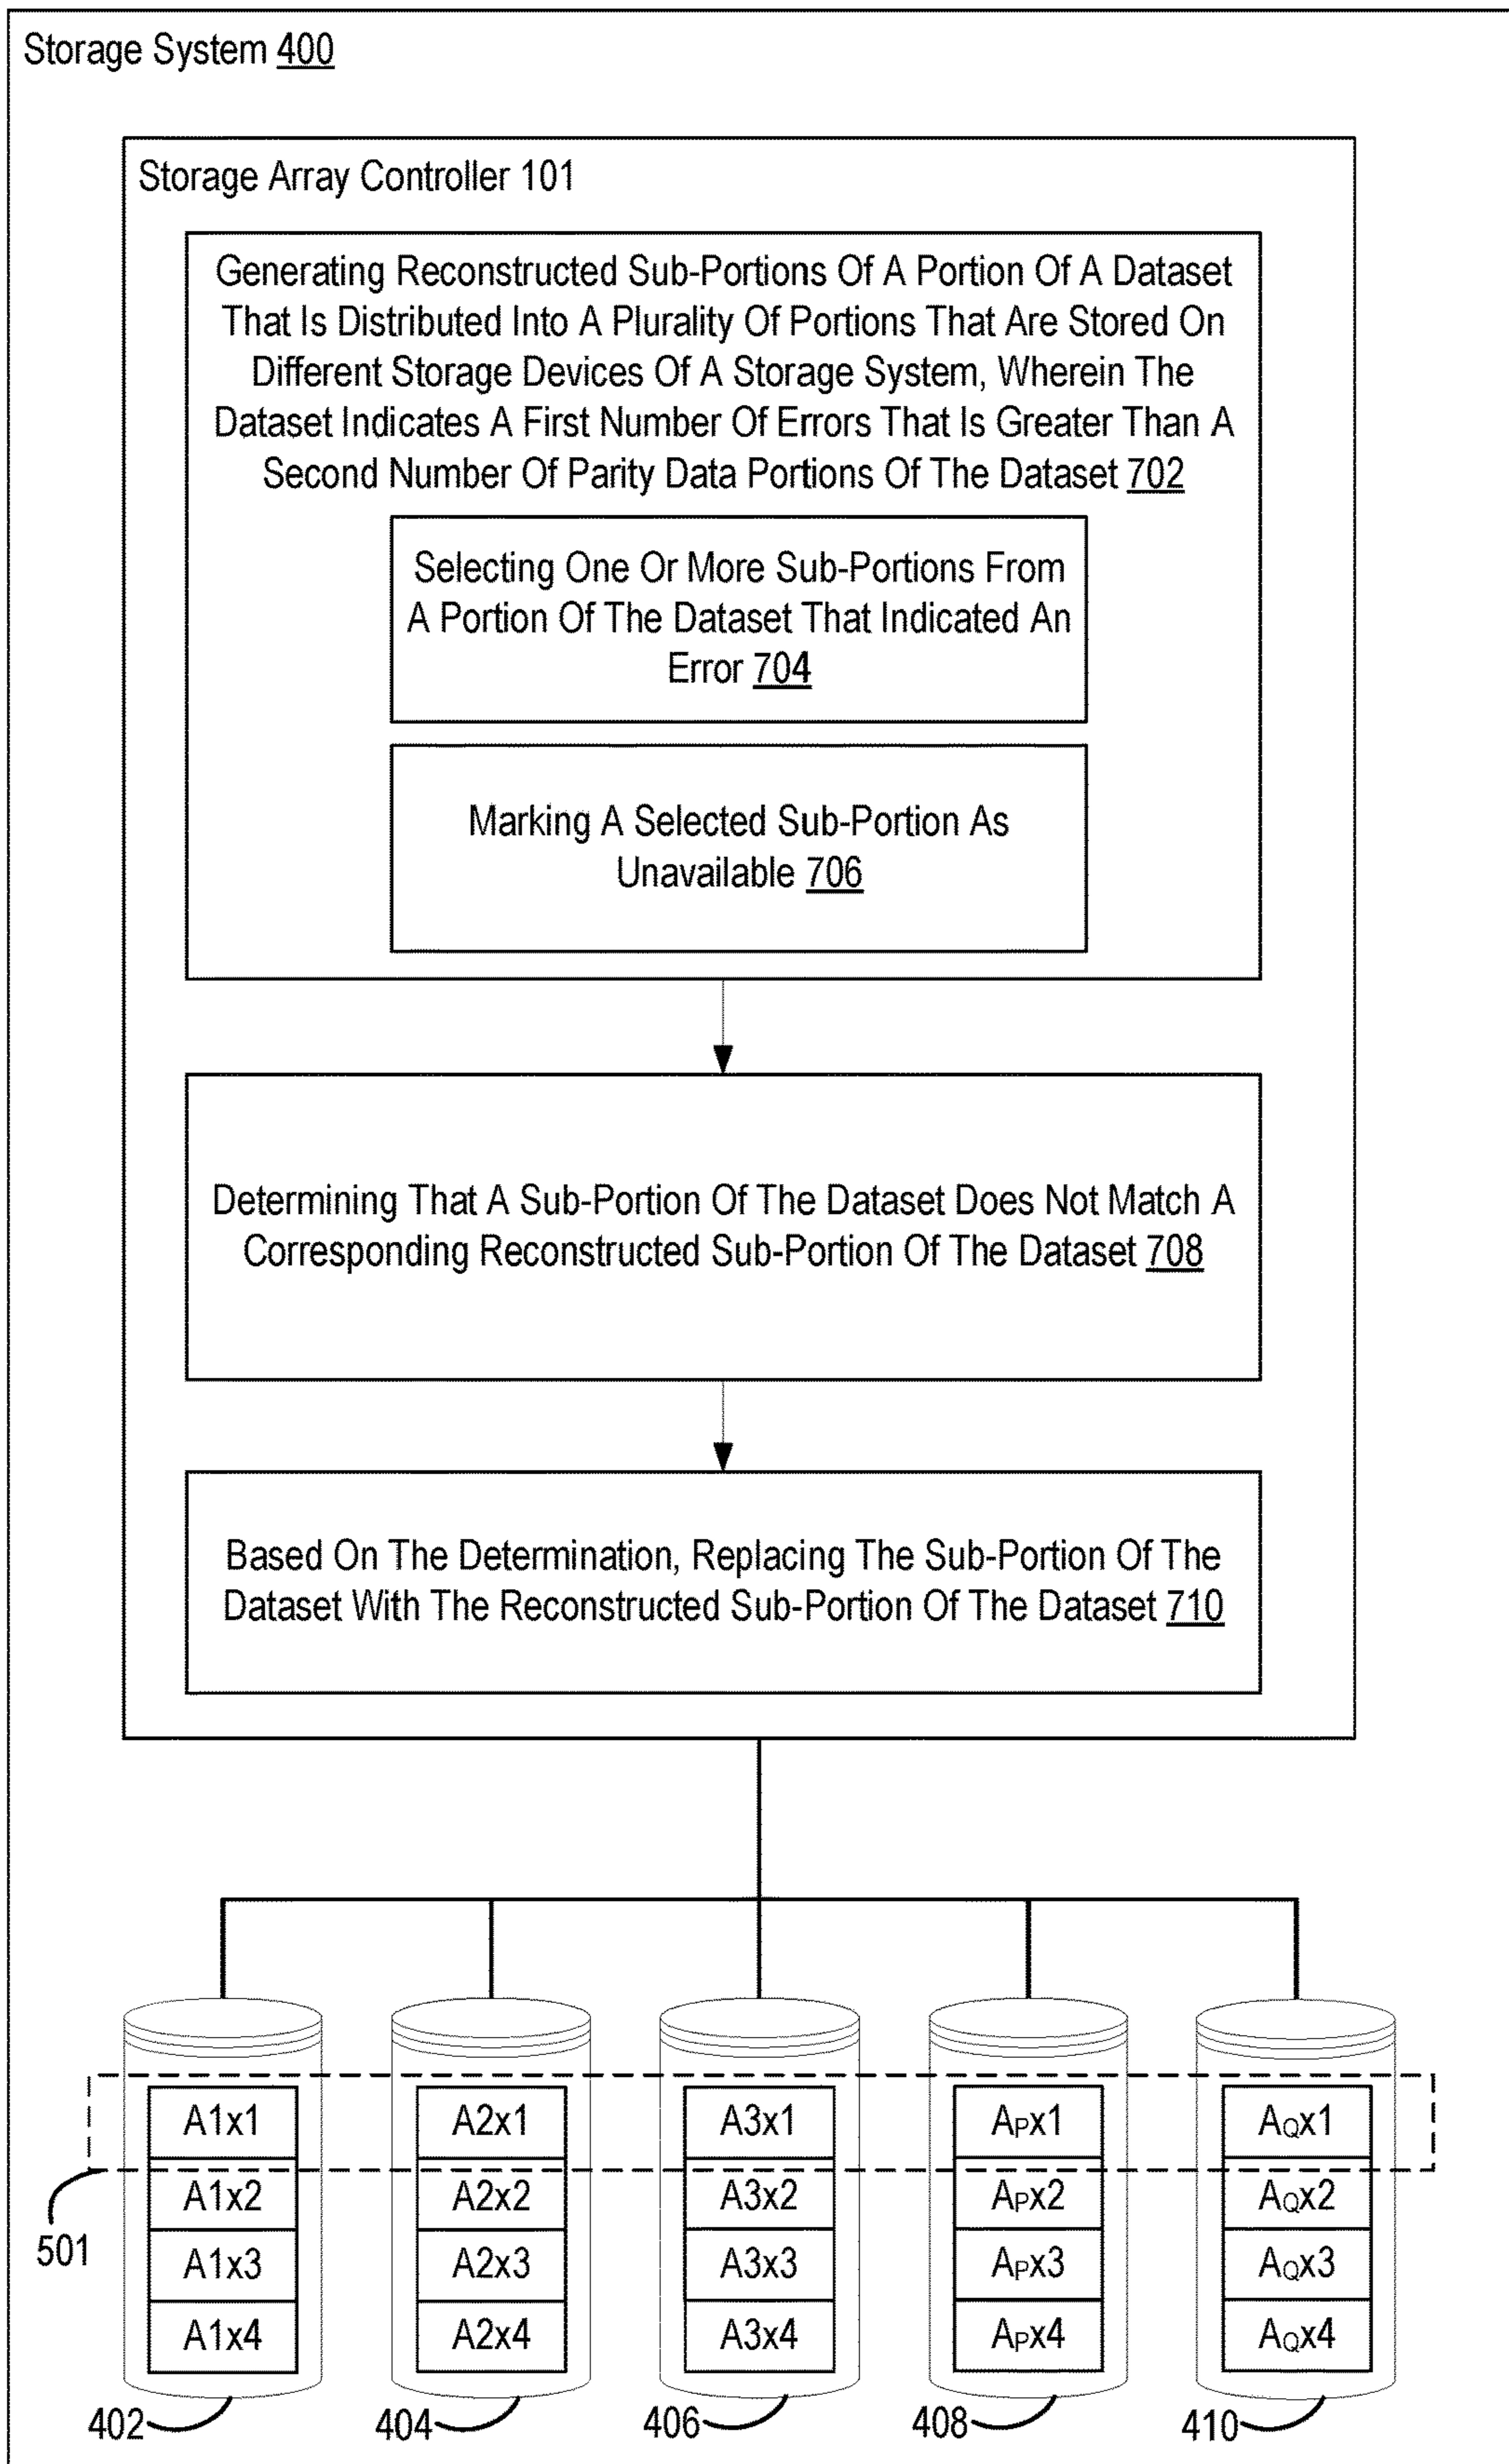 Storage System 400
Storage Array Controller 101
Generating Reconstructed Sub-Portions Of A Portion Of A Dataset
That Is Distributed Into A Plurality Of Portions That Are Stored On
Different Storage Devices Of A Storage System, Wherein The
Dataset Indicates A First Number Of Errors That Is Greater Than A
Second Number Of Parity Data Portions Of The Dataset 702
Selecting One Or More Sub-Portions From
A Portion Of The Dataset That Indicated An
Error 704
Marking A Selected Sub-Portion As
Unavailable 706
Determining That A Sub-Portion Of The Dataset Does Not Match A
Corresponding Reconstructed Sub-Portion Of The Dataset 708
Based On The Determination, Replacing The Sub-Portion Of The
Dataset With The Reconstructed Sub-Portion Of The Dataset 710
A1x1 A2x1 A3x1 APx1 AQx1
A1x2 A2x2 A3x2 APx2 AQx2
501
A1x3 A2x3 A3x3 APx3 AQx3
A1x4 A2x4 A3x4 APx4 AQx4
402 404 406 408 410